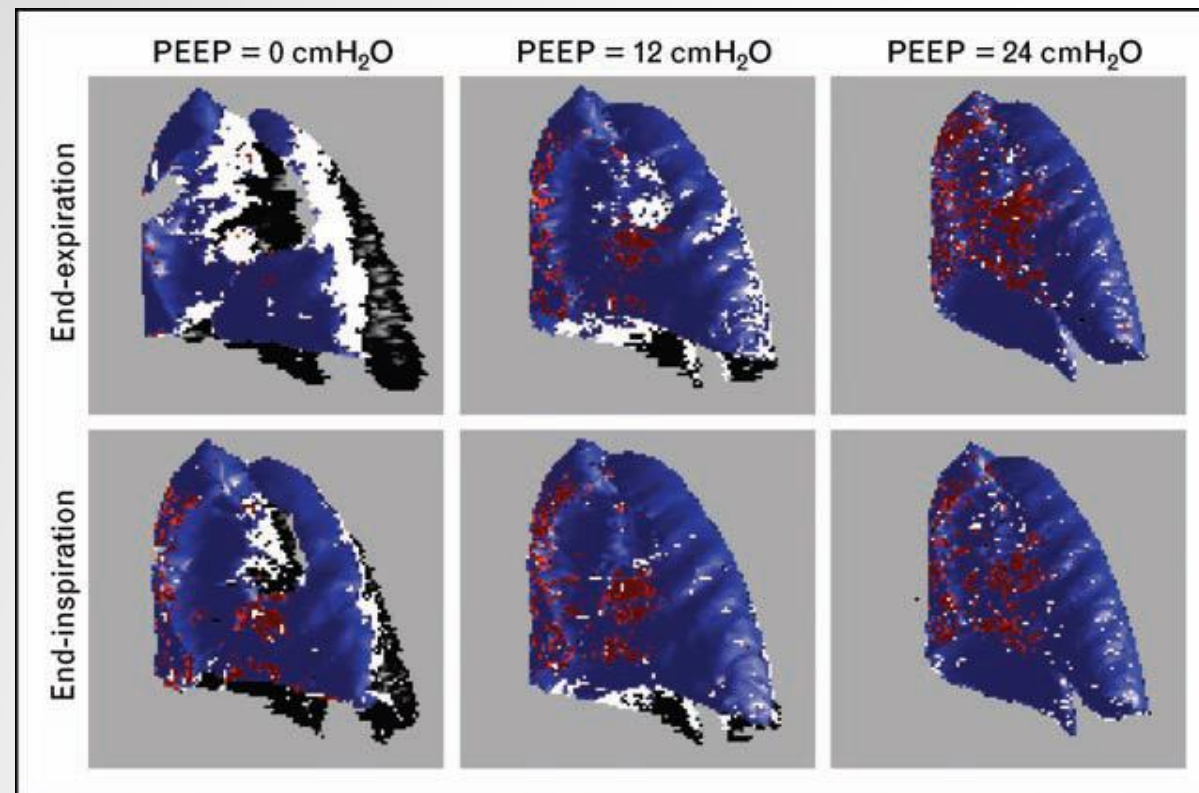 PEEP = 0 cmH₂O
PEEP = 12 cmH₂O
PEEP = 24 cmH₂O
End-expiration
End-inspiration